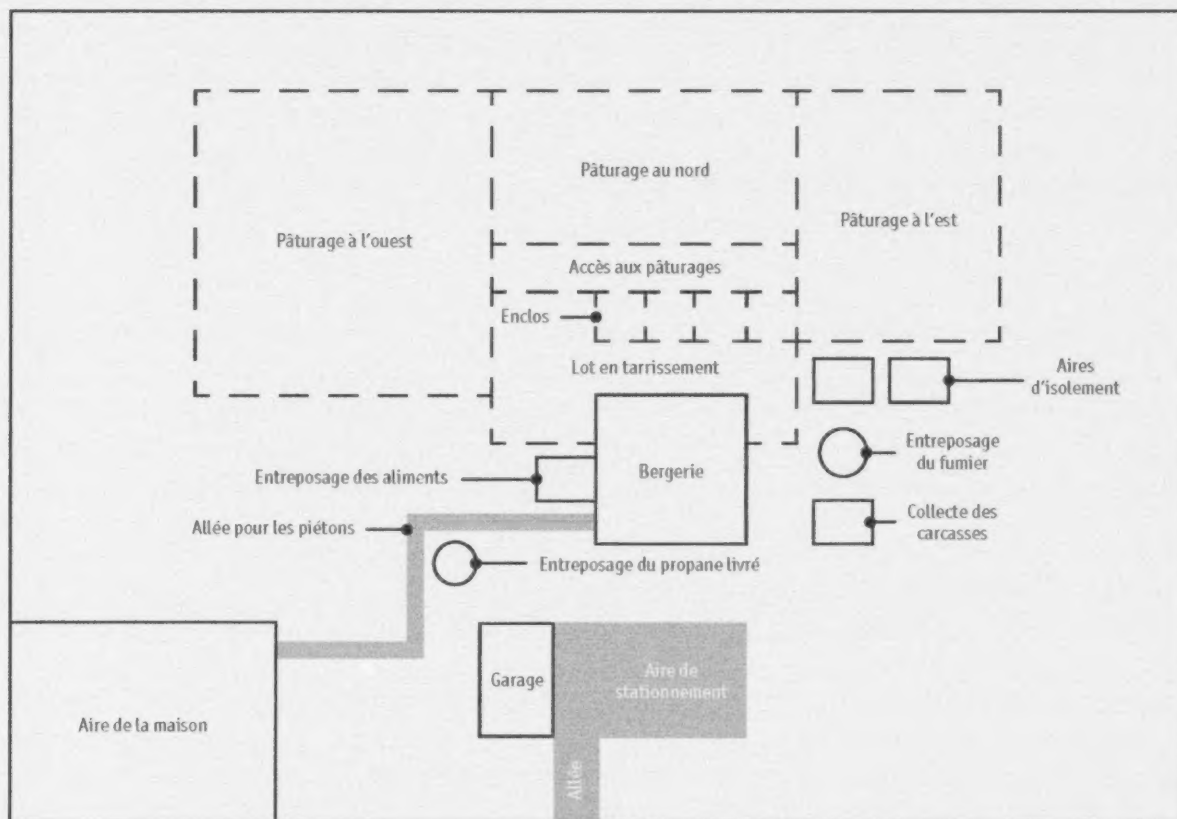 Pâturage au nord
Pâturage à l'ouest
Pâturage à l'est
Accès aux pâturages
Enclos
Lot en tarrissement
Aires
d'isolement
Entreposage des aliments
Bergerie
Entreposage
du fumier
Allée pour les piétons
Collecte des
carcasses
Entreposage du propane livré
Garage
Aire de
stationnement
Aire de la maison
Allée